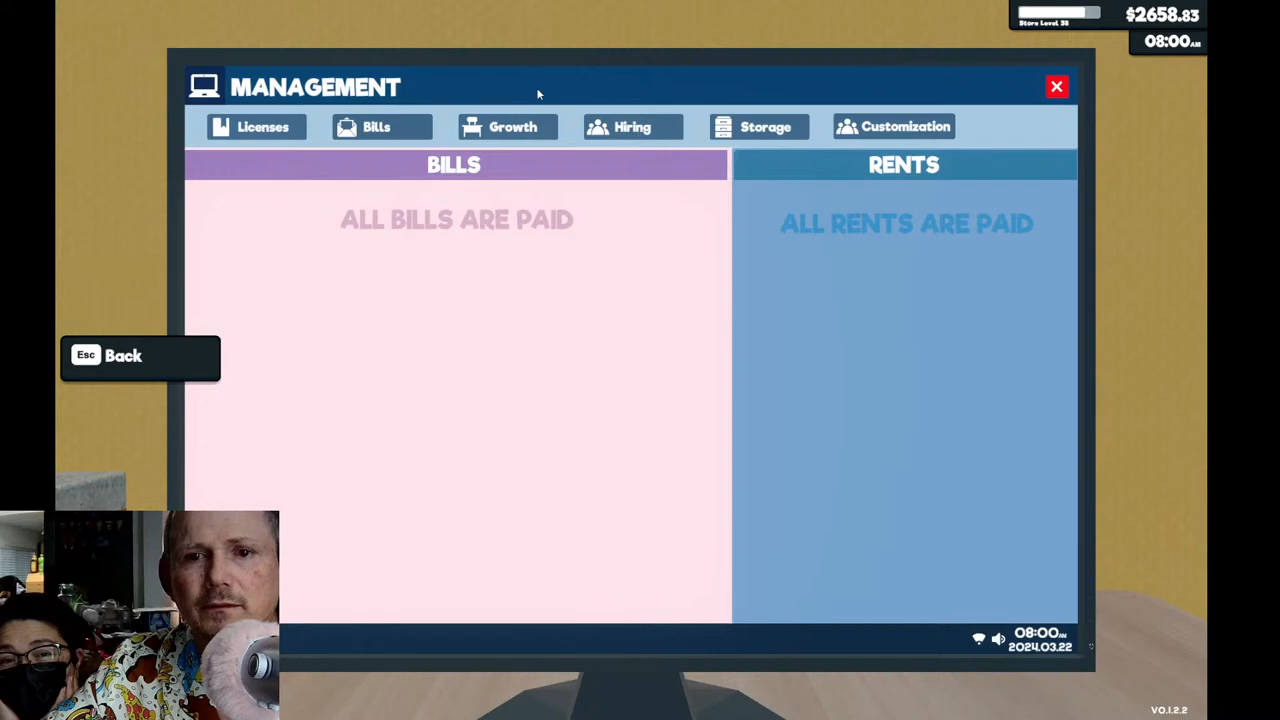 $2658.83
Store Level 38
08:00AM
MANAGEMENT
Licenses
Bills
Growth
Hiring
Storage
Customization
BILLS
RENTS
ALL BILLS ARE PAID
ALL RENTS ARE PAID
Esc Back
08:00AM
2024.03.22
V0.1.2.2